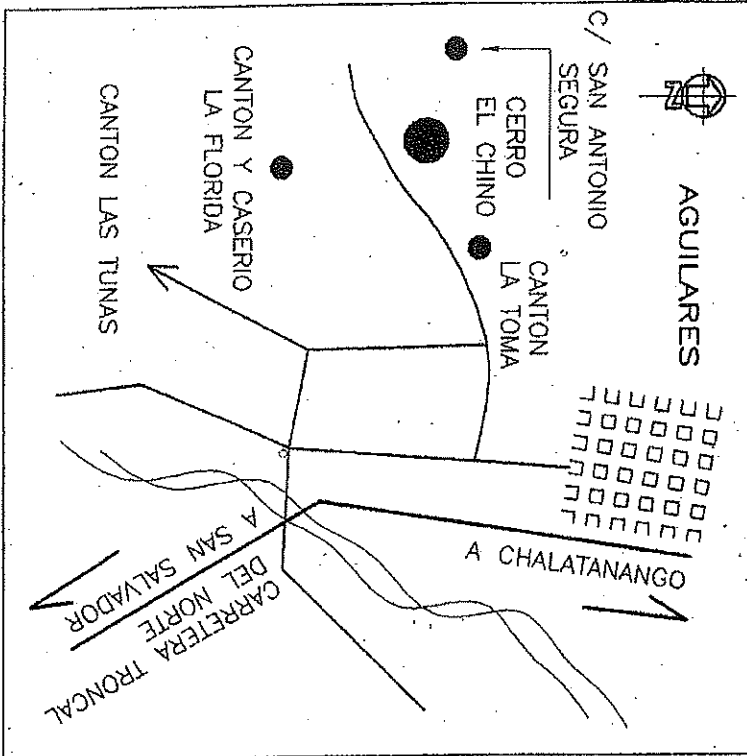 C/ SAN ANTONIO
SEGURA
N
AGUILARES
CERRO
EL CHINO
CANTON
LA TOMA
CANTON Y CASERIO
LA FLORIDA
CANTON LAS TUNAS
A CHALATANANGO
A SAN SALVADOR
CARRETERA TRONCAL
DEL NORTE